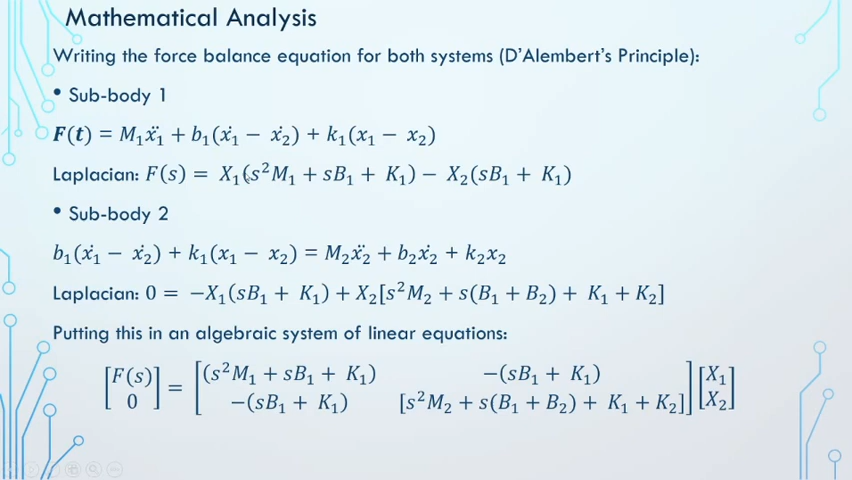 Mathematical Analysis
Writing the force balance equation for both systems (D'Alembert's Principle):
• Sub-body 1
F(t) = M₁ẍ₁ + b₁(ẋ₁ − ẋ₂) + k₁(x₁ − x₂)
Laplacian: F(s) = X₁(s²M₁ + sB₁ + K₁) − X₂(sB₁ + K₁)
• Sub-body 2
b₁(ẋ₁ − ẋ₂) + k₁(x₁ − x₂) = M₂ẍ₂ + b₂ẋ₂ + k₂x₂
Laplacian: 0 = −X₁(sB₁ + K₁) + X₂[s²M₂ + s(B₁ + B₂) + K₁ + K₂]
Putting this in an algebraic system of linear equations:
[F(s)] = [(s²M₁ + sB₁ + K₁) −(sB₁ + K₁)] [X₁]
[0] [−(sB₁ + K₁) [s²M₂ + s(B₁ + B₂) + K₁ + K₂]] [X₂]